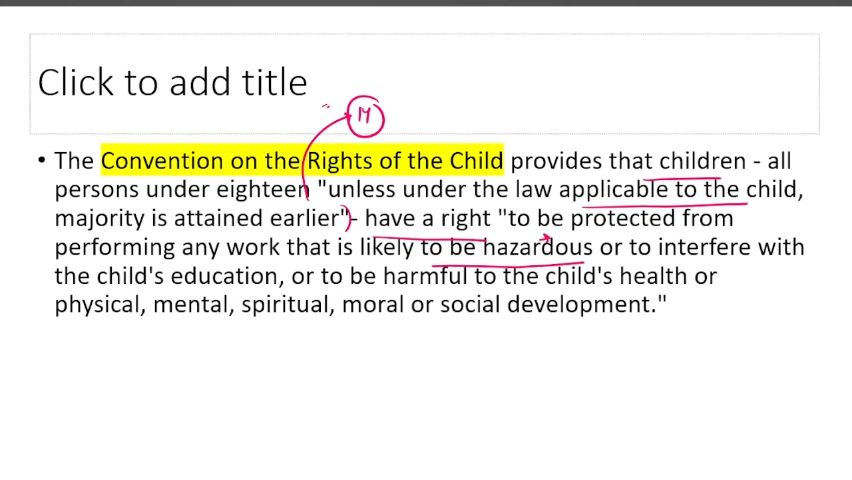 Click to add title
• The Convention on the Rights of the Child provides that children - all
persons under eighteen "unless under the law applicable to the child,
majority is attained earlier")- have a right "to be protected from
performing any work that is likely to be hazardous or to interfere with
the child's education, or to be harmful to the child's health or
physical, mental, spiritual, moral or social development."